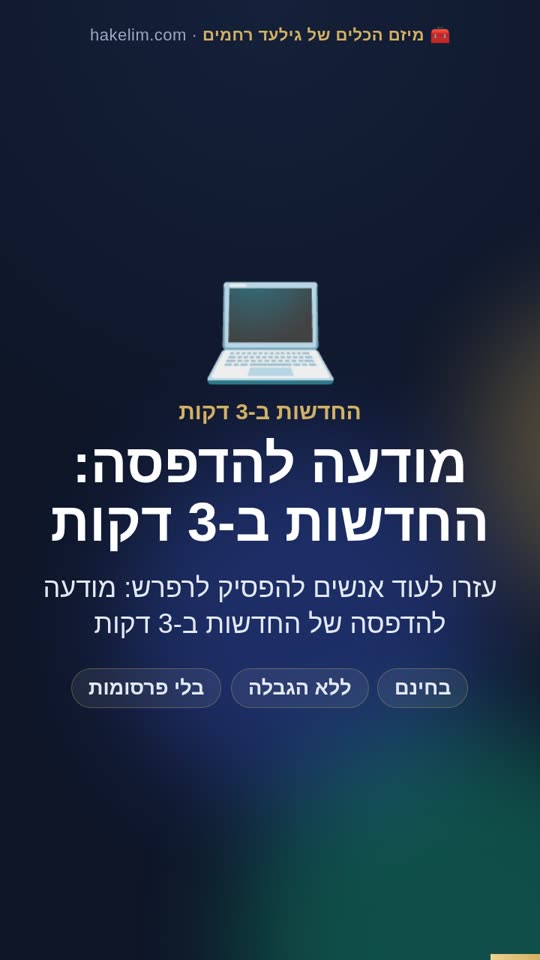 🧰 מיזם הכלים של גילעד רחמים · hakelim.com
החדשות ב-3 דקות
מודעה להדפסה:
החדשות ב-3 דקות
עזרו לעוד אנשים להפסיק לרפרש: מודעה
להדפסה של החדשות ב-3 דקות
בחינם
ללא הגבלה
בלי פרסומות